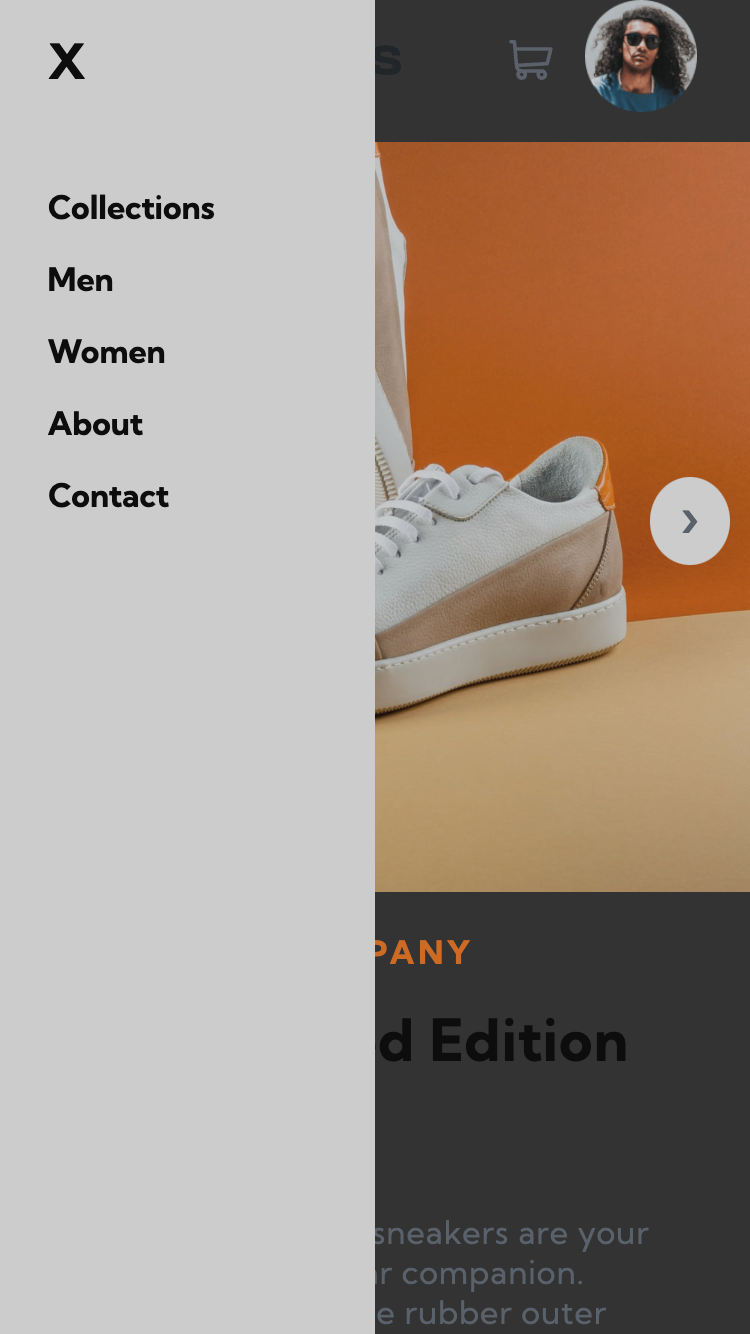 X
s
Collections
Men
Women
About
Contact
PANY
d Edition
sneakers are your
r companion.
e rubber outer